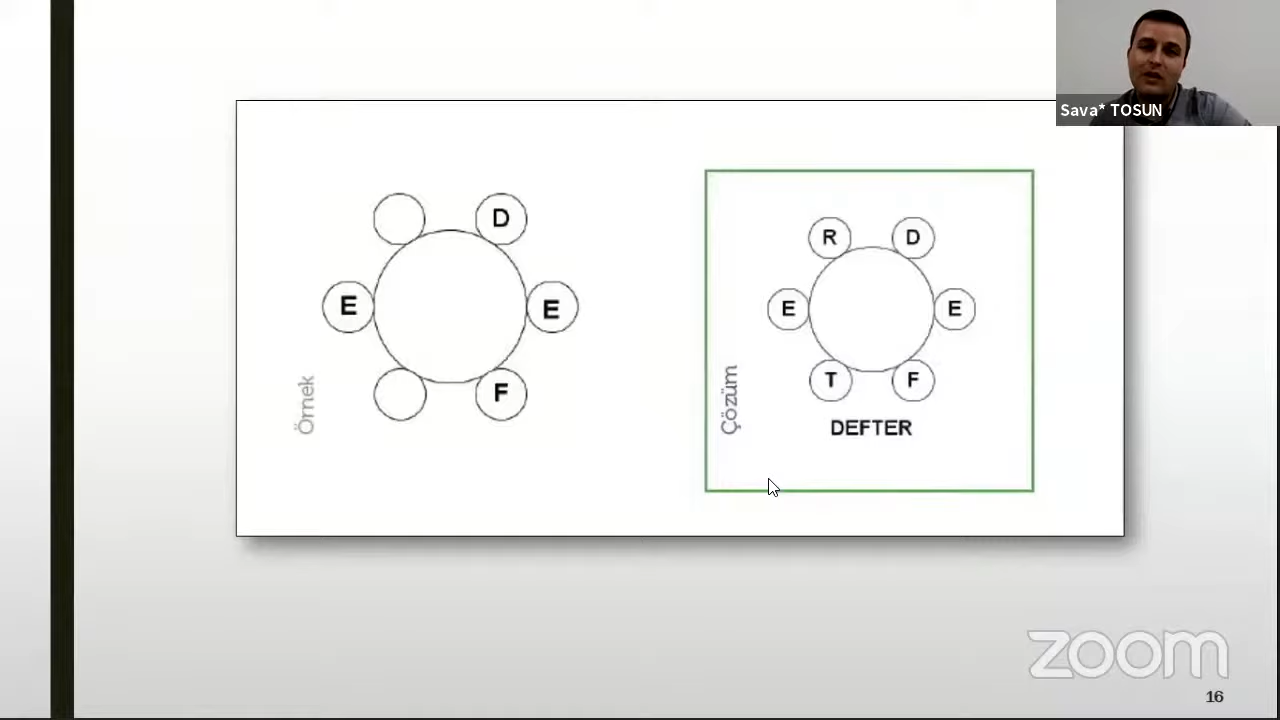 Sava* TOSUN
D
E
E
F
Örnek
R
D
E
E
T
F
Çözüm
DEFTER
zoom
16